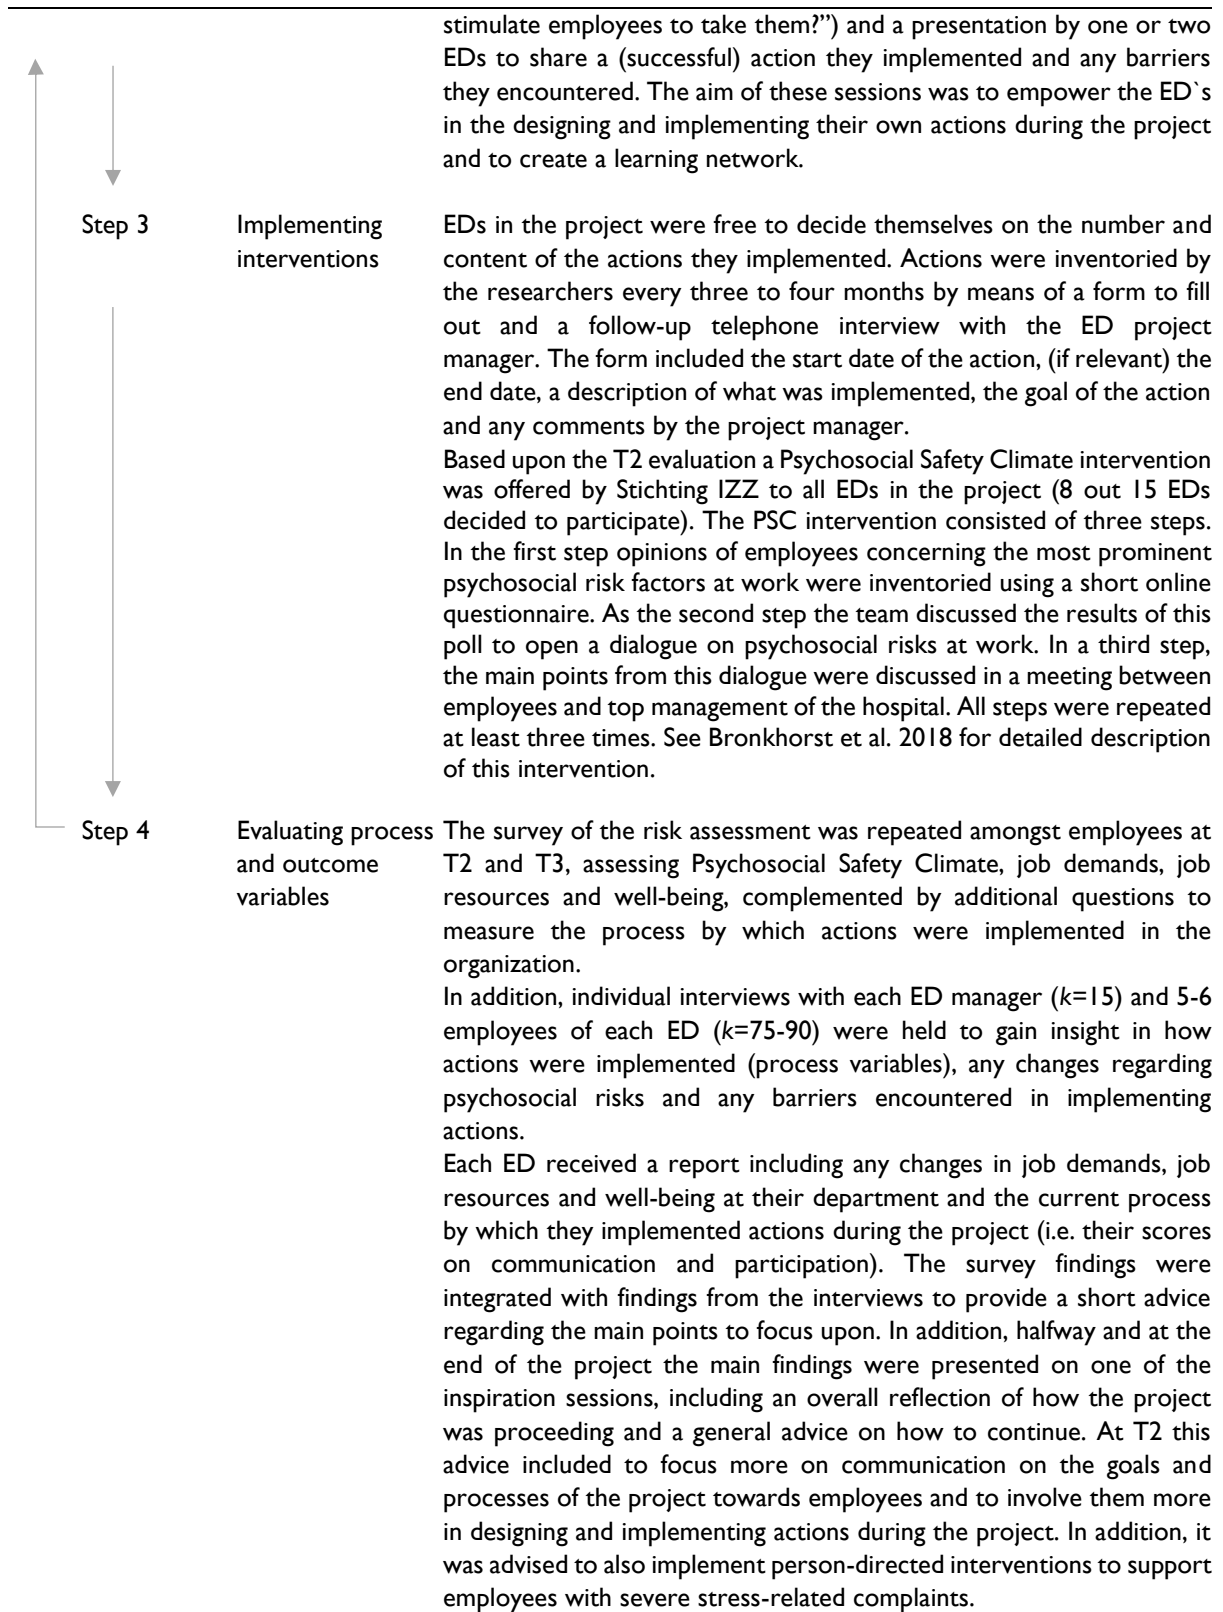 stimulate employees to take them?”) and a presentation by one or two
EDs to share a (successful) action they implemented and any barriers
they encountered. The aim of these sessions was to empower the ED`s
in the designing and implementing their own actions during the project
and to create a learning network.
Step 3 Implementing interventions
EDs in the project were free to decide themselves on the number and
content of the actions they implemented. Actions were inventoried by
the researchers every three to four months by means of a form to fill
out and a follow-up telephone interview with the ED project
manager. The form included the start date of the action, (if relevant) the
end date, a description of what was implemented, the goal of the action
and any comments by the project manager.
Based upon the T2 evaluation a Psychosocial Safety Climate intervention
was offered by Stichting IZZ to all EDs in the project (8 out 15 EDs
decided to participate). The PSC intervention consisted of three steps.
In the first step opinions of employees concerning the most prominent
psychosocial risk factors at work were inventoried using a short online
questionnaire. As the second step the team discussed the results of this
poll to open a dialogue on psychosocial risks at work. In a third step,
the main points from this dialogue were discussed in a meeting between
employees and top management of the hospital. All steps were repeated
at least three times. See Bronkhorst et al. 2018 for detailed description
of this intervention.
Step 4 Evaluating process and outcome variables
The survey of the risk assessment was repeated amongst employees at
T2 and T3, assessing Psychosocial Safety Climate, job demands, job
resources and well-being, complemented by additional questions to
measure the process by which actions were implemented in the
organization.
In addition, individual interviews with each ED manager (k=15) and 5-6
employees of each ED (k=75-90) were held to gain insight in how
actions were implemented (process variables), any changes regarding
psychosocial risks and any barriers encountered in implementing
actions.
Each ED received a report including any changes in job demands, job
resources and well-being at their department and the current process
by which they implemented actions during the project (i.e. their scores
on communication and participation). The survey findings were
integrated with findings from the interviews to provide a short advice
regarding the main points to focus upon. In addition, halfway and at the
end of the project the main findings were presented on one of the
inspiration sessions, including an overall reflection of how the project
was proceeding and a general advice on how to continue. At T2 this
advice included to focus more on communication on the goals and
processes of the project towards employees and to involve them more
in designing and implementing actions during the project. In addition, it
was advised to also implement person-directed interventions to support
employees with severe stress-related complaints.